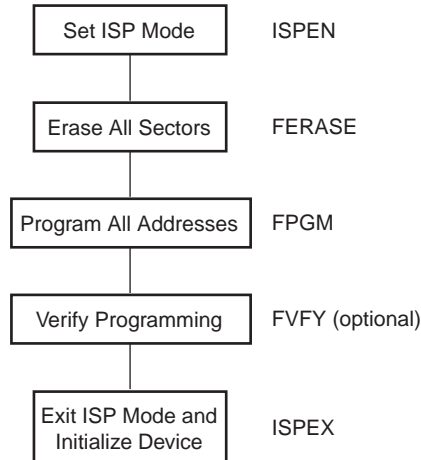 Set ISP Mode
ISPEN
Erase All Sectors
FERASE
Program All Addresses
FPGM
Verify Programming
FVFY (optional)
Exit ISP Mode and
Initialize Device
ISPEX